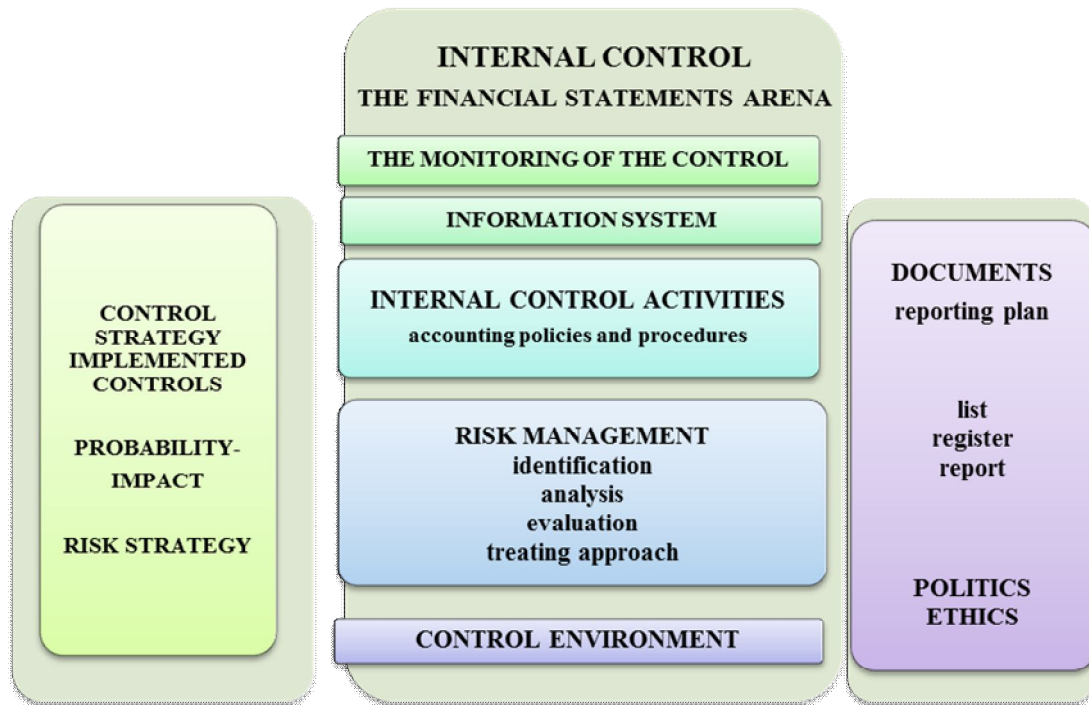 INTERNAL CONTROL
THE FINANCIAL STATEMENTS ARENA
THE MONITORING OF THE CONTROL
INFORMATION SYSTEM
INTERNAL CONTROL ACTIVITIES
accounting policies and procedures
RISK MANAGEMENT
identification
analysis
evaluation
treating approach
CONTROL ENVIRONMENT
CONTROL
STRATEGY
IMPLEMENTED
CONTROLS
PROBABILITY-
IMPACT
RISK STRATEGY
DOCUMENTS
reporting plan
list
register
report
POLITICS
ETHICS